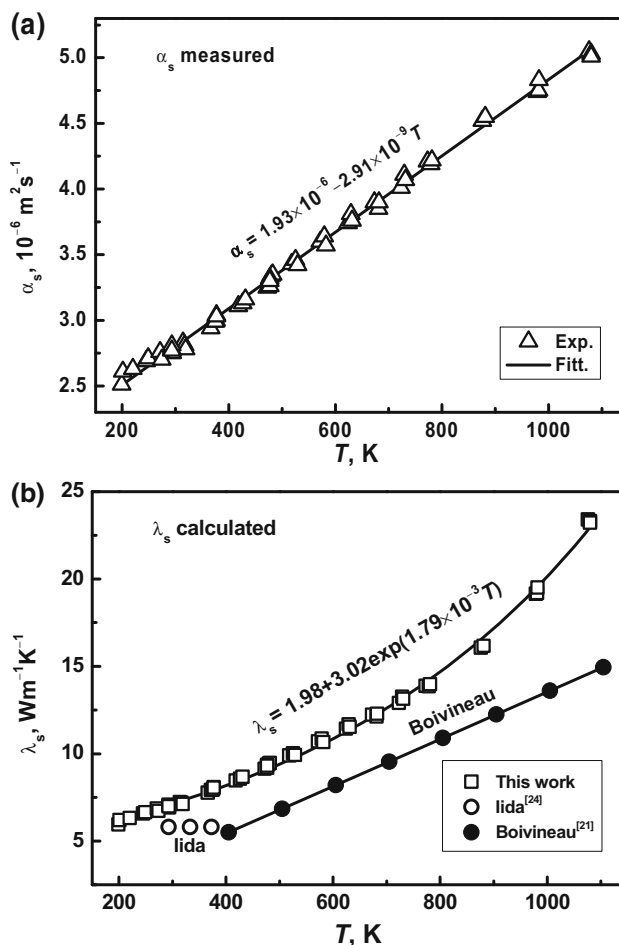 (a)
α_s measured
α_s = 1.93×10⁻⁶ –2.91×10⁻⁹ T
α_s, 10⁻⁶ m²s⁻¹
5.0
4.5
4.0
3.5
3.0
2.5
Exp.
Fitt.
200 400 600 800 1000
T, K
(b)
λ_s calculated
λ_s = 1.98+3.02exp(1.79×10⁻³ T)
λ_s, Wm⁻¹K⁻¹
25
20
15
10
5
Boivineau
Iida
This work
Iida[24]
Boivineau[21]
200 400 600 800 1000
T, K